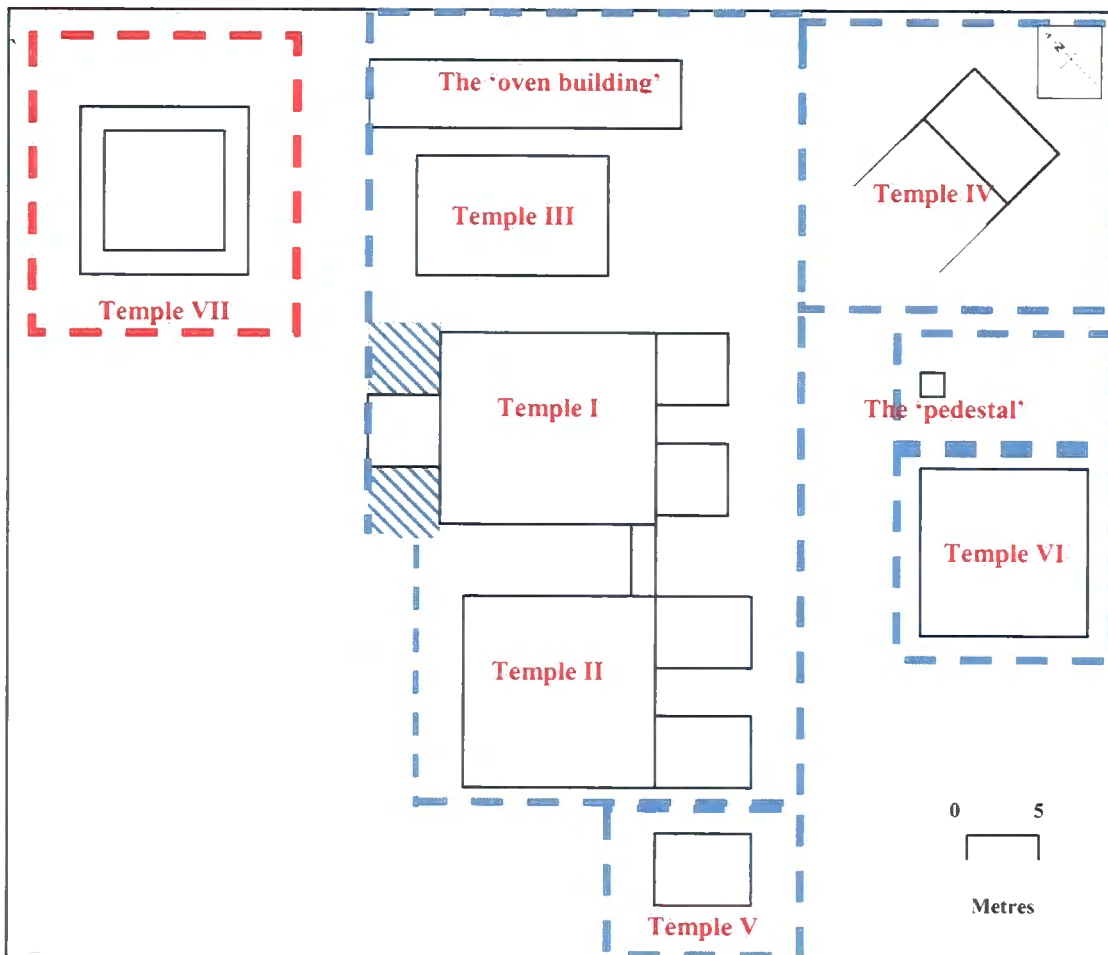 The 'oven building'
N
Temple III
Temple IV
Temple VII
The 'pedestal'
Temple I
Temple VI
Temple II
0 5
Metres
Temple V